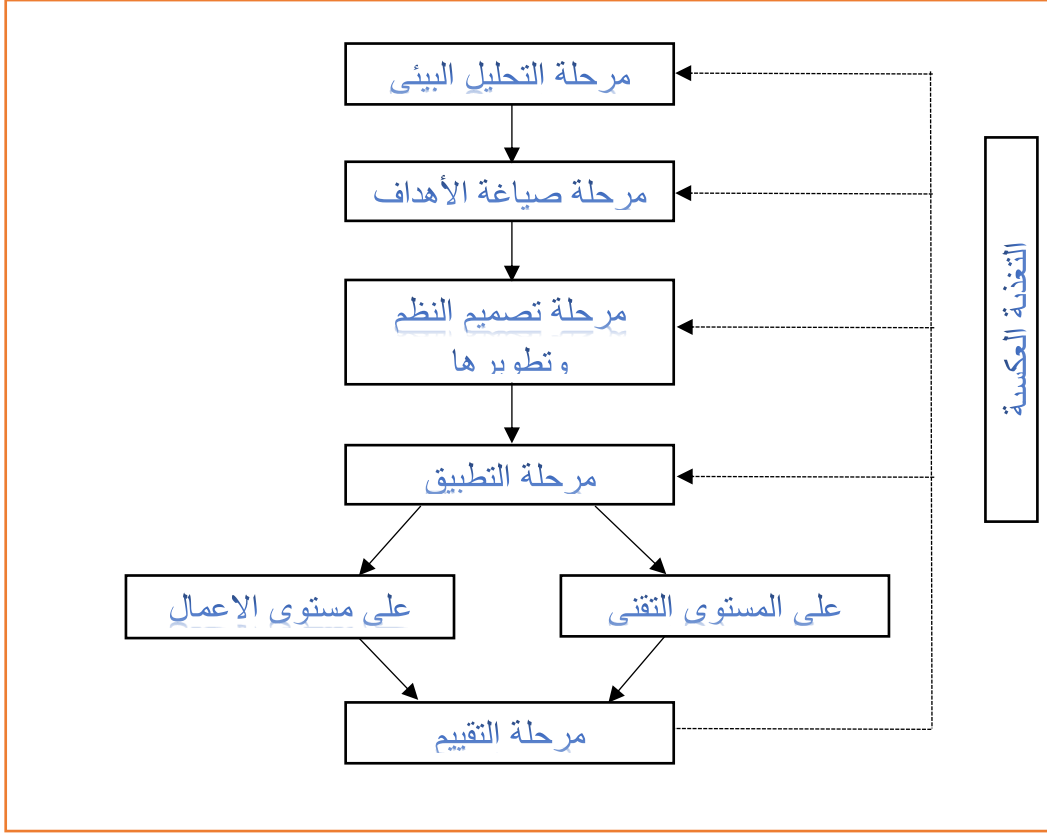 مرحلة التحليل البيئى
مرحلة صياغة الأهداف
مرحلة تصميم النظم
وتطويرها
مرحلة التطبيق
على المستوى التقنى
على مستوى الاعمال
مرحلة التقييم
التغذية العكسية